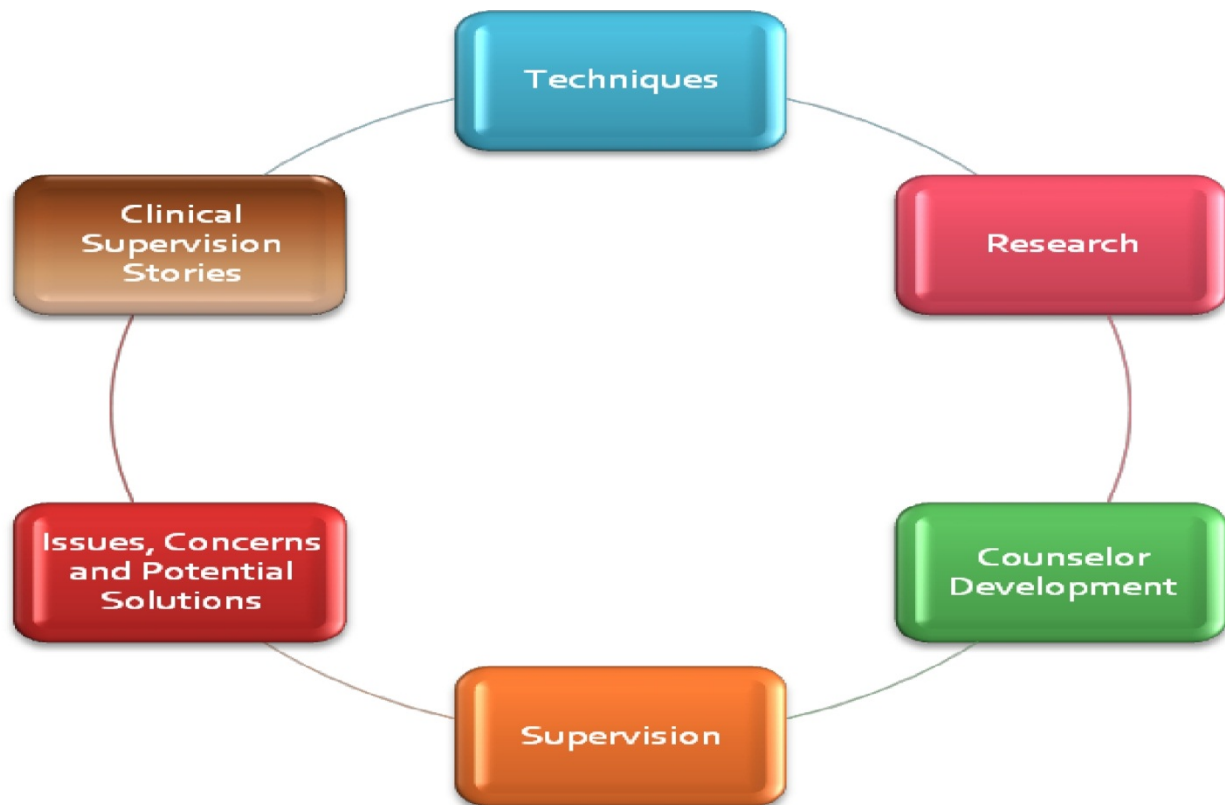 Techniques
Research
Counselor
Development
Supervision
Issues, Concerns
and Potential
Solutions
Clinical
Supervision
Stories